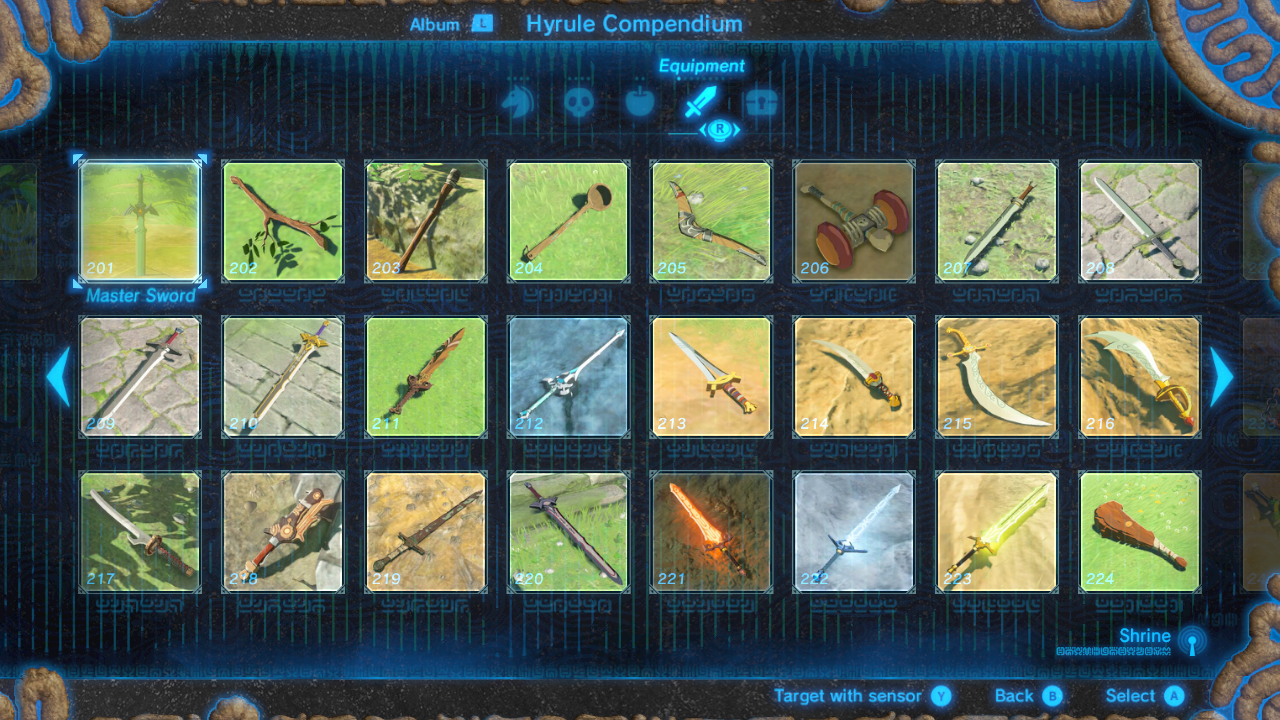 Album L Hyrule Compendium
Equipment
R
201 202 203 204 205 206 207 208
Master Sword
209 210 211 212 213 214 215 216
217 218 219 220 221 222 223 224
Shrine
Target with sensor Y Back B Select A